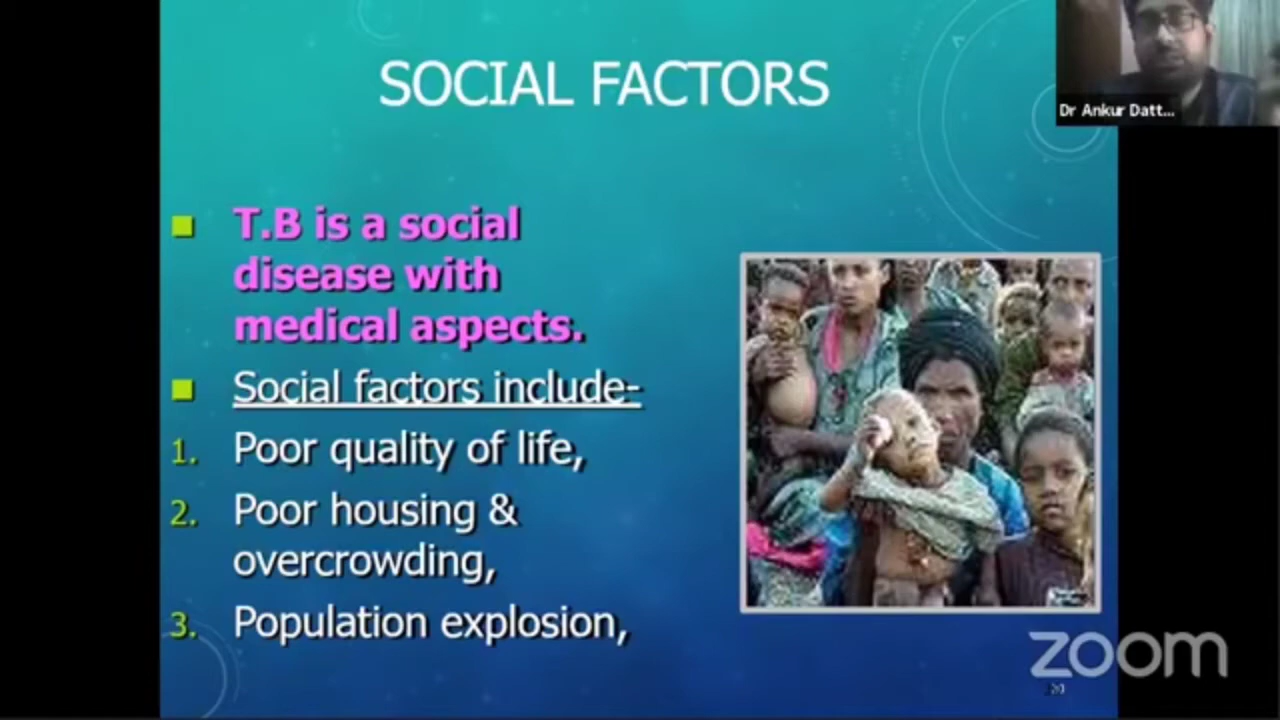 SOCIAL FACTORS
Dr Ankur Datt...
T.B is a social
disease with
medical aspects.
Social factors include-
1. Poor quality of life,
2. Poor housing &
overcrowding,
3. Population explosion,
zoom
20